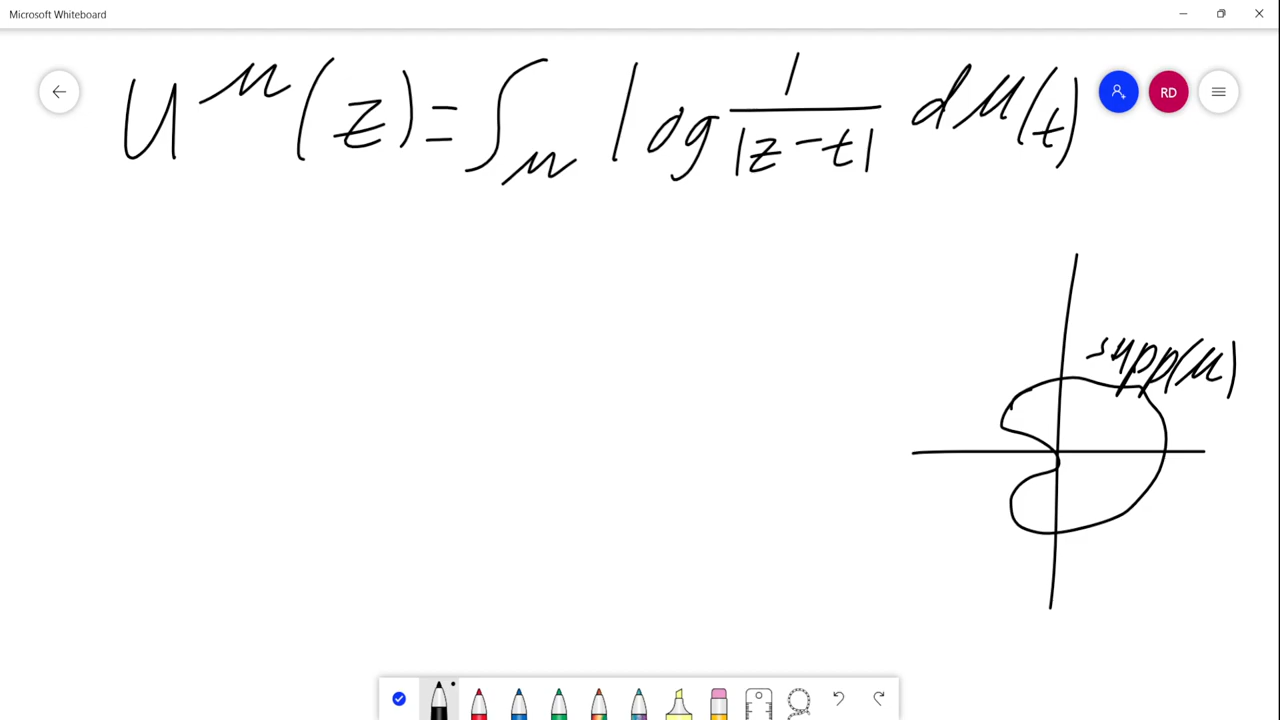 Microsoft Whiteboard
U^μ(z) = ∫_μ log 1/|z-t| dμ(t)
RD
supp(μ)